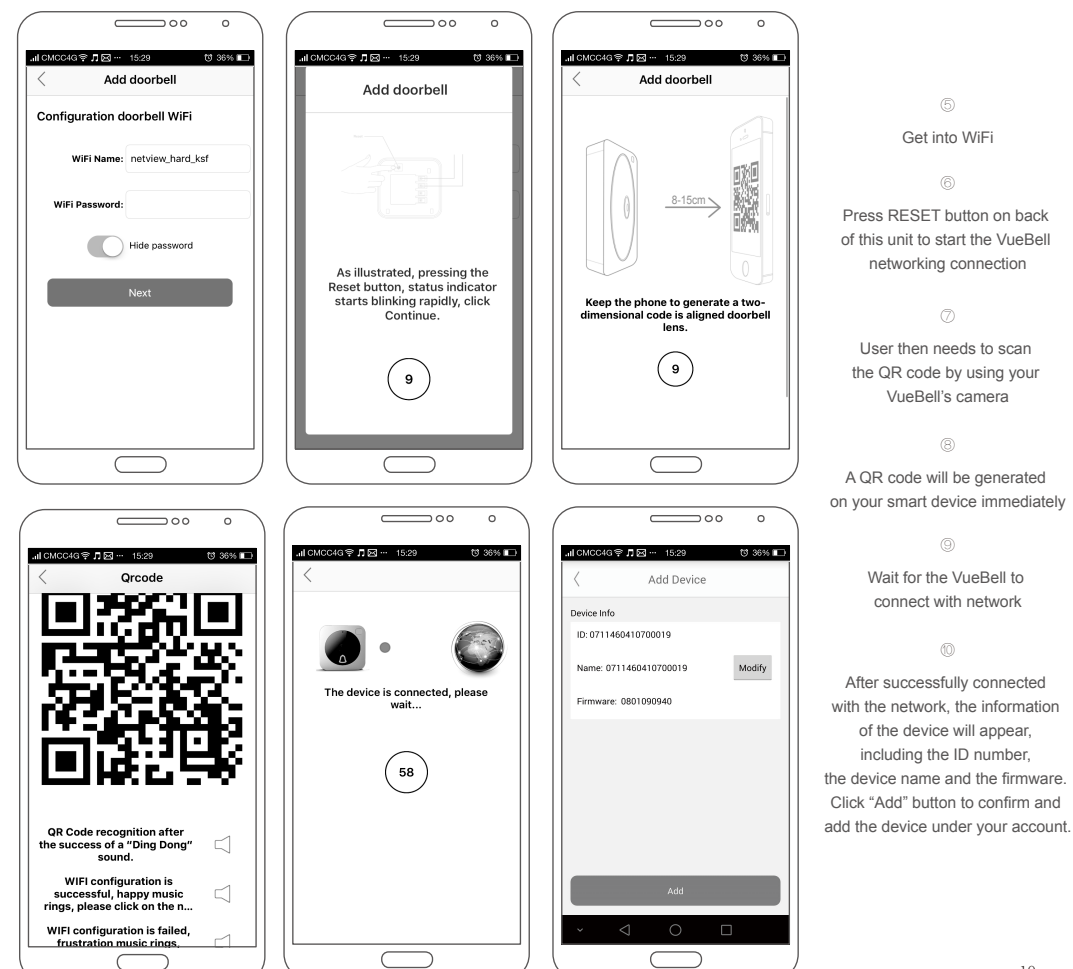 CMCC4G 15:29 36%
Add doorbell
Configuration doorbell WiFi
WiFi Name: netview_hard_ksf
WiFi Password:
Hide password
Next
CMCC4G 15:29 36%
Add doorbell
As illustrated, pressing the
Reset button, status indicator
starts blinking rapidly, click
Continue.
9
CMCC4G 15:29 36%
Add doorbell
8-15cm
Keep the phone to generate a two-
dimensional code is aligned doorbell
lens.
9
CMCC4G 15:29 36%
Qrcode
QR Code recognition after
the success of a "Ding Dong"
sound.
WIFI configuration is
successful, happy music
rings, please click on the n...
WIFI configuration is failed,
frustration music rings,
CMCC4G 15:29 36%
The device is connected, please
wait...
58
CMCC4G 15:29 36%
Add Device
Device Info
ID: 0711460410700019
Name: 0711460410700019 Modify
Firmware: 0801090940
Add
⑤
Get into WiFi
⑥
Press RESET button on back
of this unit to start the VueBell
networking connection
⑦
User then needs to scan
the QR code by using your
VueBell's camera
⑧
A QR code will be generated
on your smart device immediately
⑨
Wait for the VueBell to
connect with network
⑩
After successfully connected
with the network, the information
of the device will appear,
including the ID number,
the device name and the firmware.
Click “Add” button to confirm and
add the device under your account.